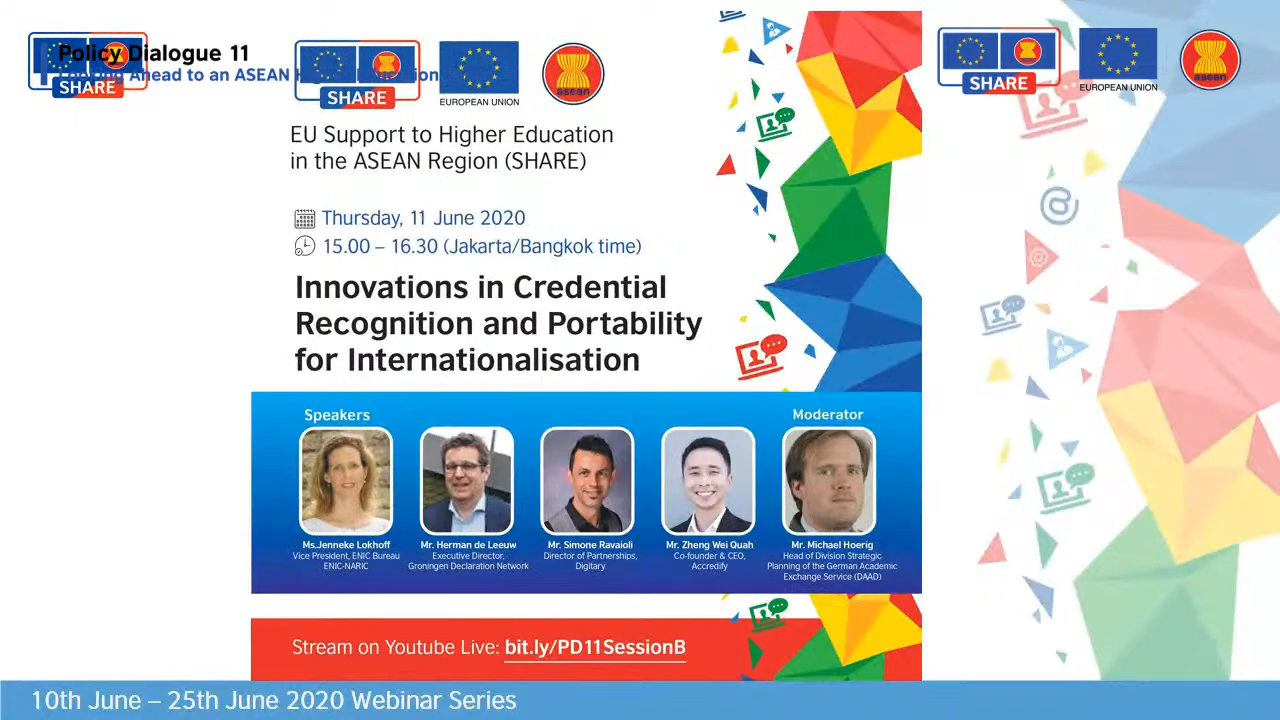 Policy Dialogue 11
Ahead to an ASEAN
SHARE
SHARE
EUROPEAN UNION
asean
SHARE
EUROPEAN UNION
asean
EU Support to Higher Education
in the ASEAN Region (SHARE)
Thursday, 11 June 2020
15.00 – 16.30 (Jakarta/Bangkok time)
Innovations in Credential
Recognition and Portability
for Internationalisation
Speakers
Moderator
Ms.Jenneke Lokhoff
Vice President, ENIC Bureau
ENIC-NARIC
Mr. Herman de Leeuw
Executive Director,
Groningen Declaration Network
Mr. Simone Ravaioli
Director of Partnerships,
Digitary
Mr. Zheng Wei Quah
Co-founder & CEO,
Accredify
Mr. Michael Hoerig
Head of Division Strategic
Planning of the German Academic
Exchange Service (DAAD)
Stream on Youtube Live: bit.ly/PD11SessionB
10th June – 25th June 2020 Webinar Series